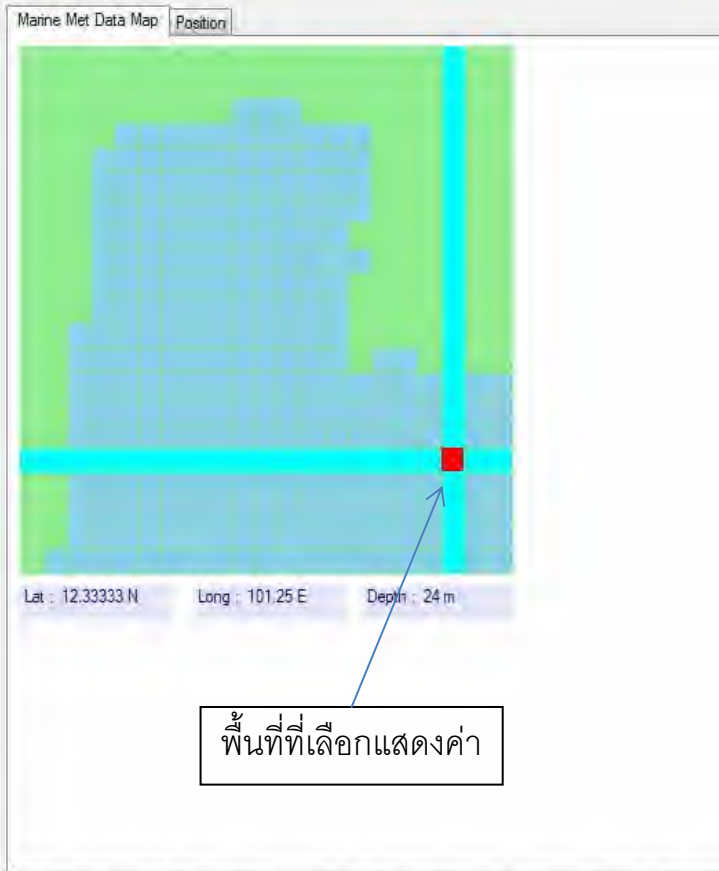 Marine Met Data Map Position
Lat : 12.33333 N Long : 101.25 E Depth : 24 m
พื้นที่ที่เลือกแสดงค่า